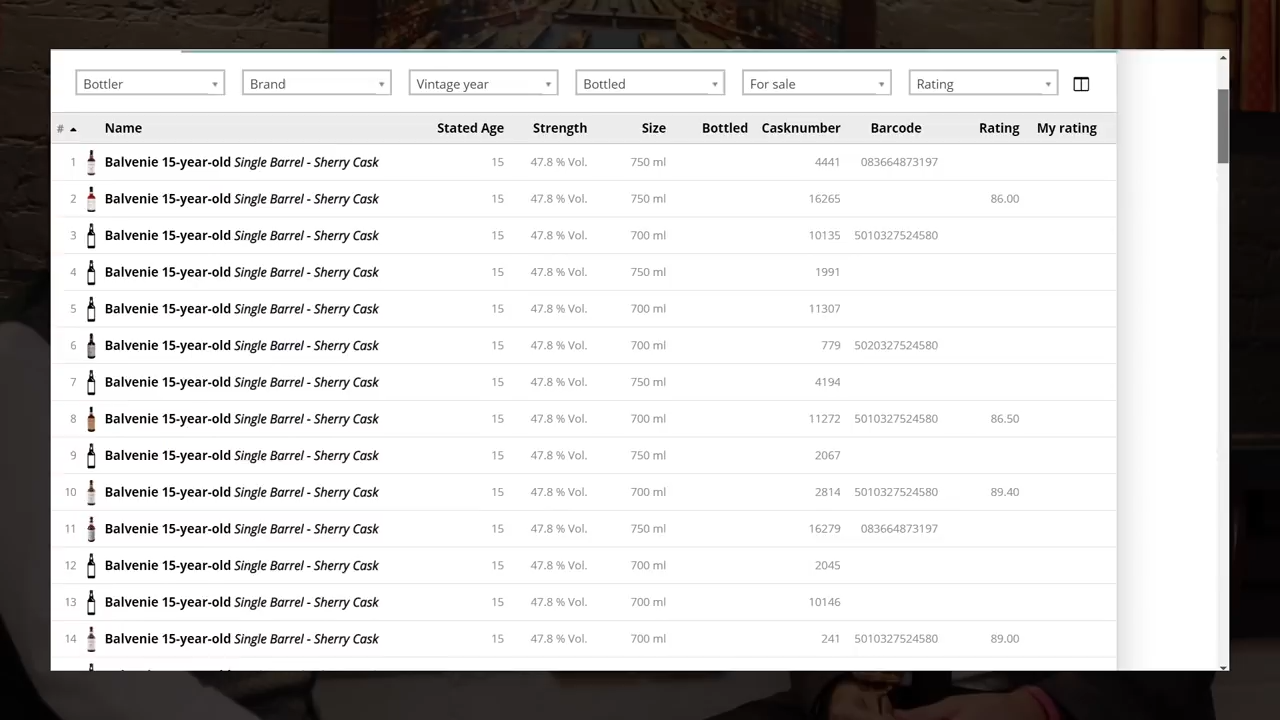 Bottler Brand Vintage year Bottled For sale Rating
# Name Stated Age Strength Size Bottled Casknumber Barcode Rating My rating
1 Balvenie 15-year-old Single Barrel - Sherry Cask 15 47.8 % Vol. 750 ml 4441 083664873197
2 Balvenie 15-year-old Single Barrel - Sherry Cask 15 47.8 % Vol. 750 ml 16265 86.00
3 Balvenie 15-year-old Single Barrel - Sherry Cask 15 47.8 % Vol. 700 ml 10135 5010327524580
4 Balvenie 15-year-old Single Barrel - Sherry Cask 15 47.8 % Vol. 750 ml 1991
5 Balvenie 15-year-old Single Barrel - Sherry Cask 15 47.8 % Vol. 700 ml 11307
6 Balvenie 15-year-old Single Barrel - Sherry Cask 15 47.8 % Vol. 700 ml 779 5020327524580
7 Balvenie 15-year-old Single Barrel - Sherry Cask 15 47.8 % Vol. 750 ml 4194
8 Balvenie 15-year-old Single Barrel - Sherry Cask 15 47.8 % Vol. 700 ml 11272 5010327524580 86.50
9 Balvenie 15-year-old Single Barrel - Sherry Cask 15 47.8 % Vol. 750 ml 2067
10 Balvenie 15-year-old Single Barrel - Sherry Cask 15 47.8 % Vol. 700 ml 2814 5010327524580 89.40
11 Balvenie 15-year-old Single Barrel - Sherry Cask 15 47.8 % Vol. 750 ml 16279 083664873197
12 Balvenie 15-year-old Single Barrel - Sherry Cask 15 47.8 % Vol. 700 ml 2045
13 Balvenie 15-year-old Single Barrel - Sherry Cask 15 47.8 % Vol. 700 ml 10146
14 Balvenie 15-year-old Single Barrel - Sherry Cask 15 47.8 % Vol. 700 ml 241 5010327524580 89.00